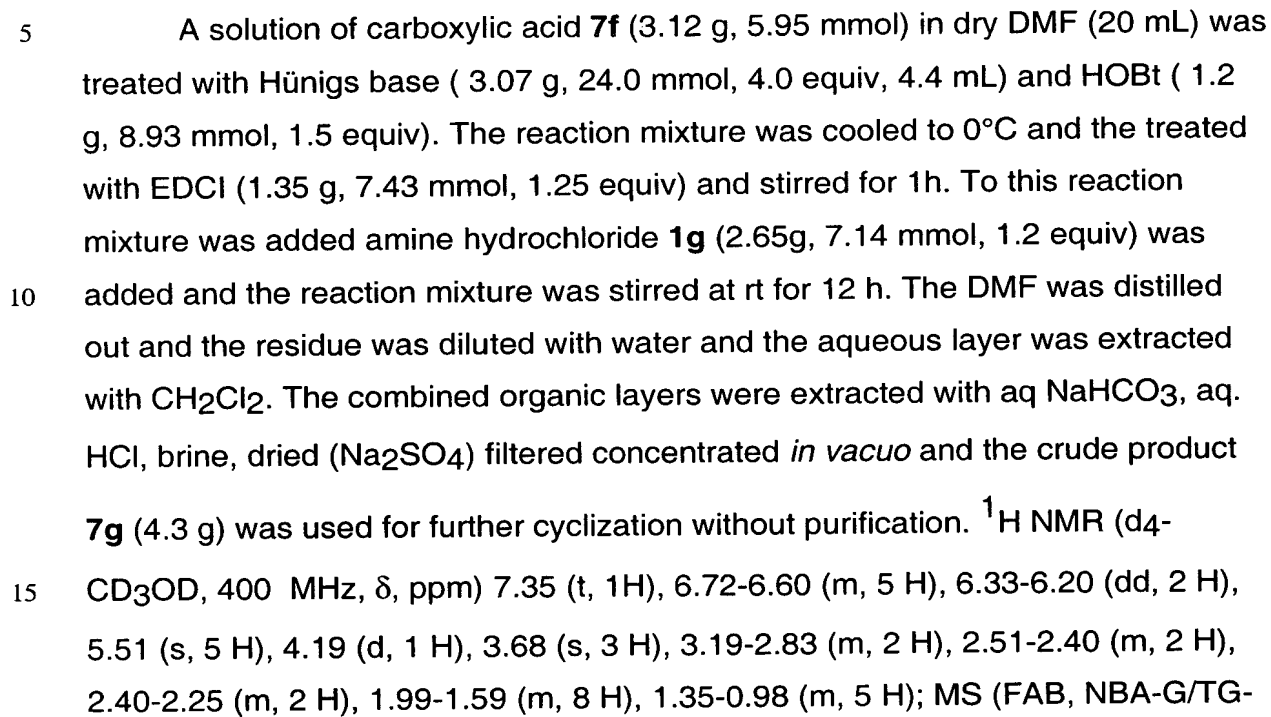 5 A solution of carboxylic acid 7f (3.12 g, 5.95 mmol) in dry DMF (20 mL) was
treated with Hünigs base ( 3.07 g, 24.0 mmol, 4.0 equiv, 4.4 mL) and HOBt ( 1.2
g, 8.93 mmol, 1.5 equiv). The reaction mixture was cooled to 0°C and the treated
with EDCI (1.35 g, 7.43 mmol, 1.25 equiv) and stirred for 1h. To this reaction
mixture was added amine hydrochloride 1g (2.65g, 7.14 mmol, 1.2 equiv) was
10 added and the reaction mixture was stirred at rt for 12 h. The DMF was distilled
out and the residue was diluted with water and the aqueous layer was extracted
with CH2Cl2. The combined organic layers were extracted with aq NaHCO3, aq.
HCl, brine, dried (Na2SO4) filtered concentrated in vacuo and the crude product
7g (4.3 g) was used for further cyclization without purification. 1H NMR (d4-
15 CD3OD, 400 MHz, δ, ppm) 7.35 (t, 1H), 6.72-6.60 (m, 5 H), 6.33-6.20 (dd, 2 H),
5.51 (s, 5 H), 4.19 (d, 1 H), 3.68 (s, 3 H), 3.19-2.83 (m, 2 H), 2.51-2.40 (m, 2 H),
2.40-2.25 (m, 2 H), 1.99-1.59 (m, 8 H), 1.35-0.98 (m, 5 H); MS (FAB, NBA-G/TG-